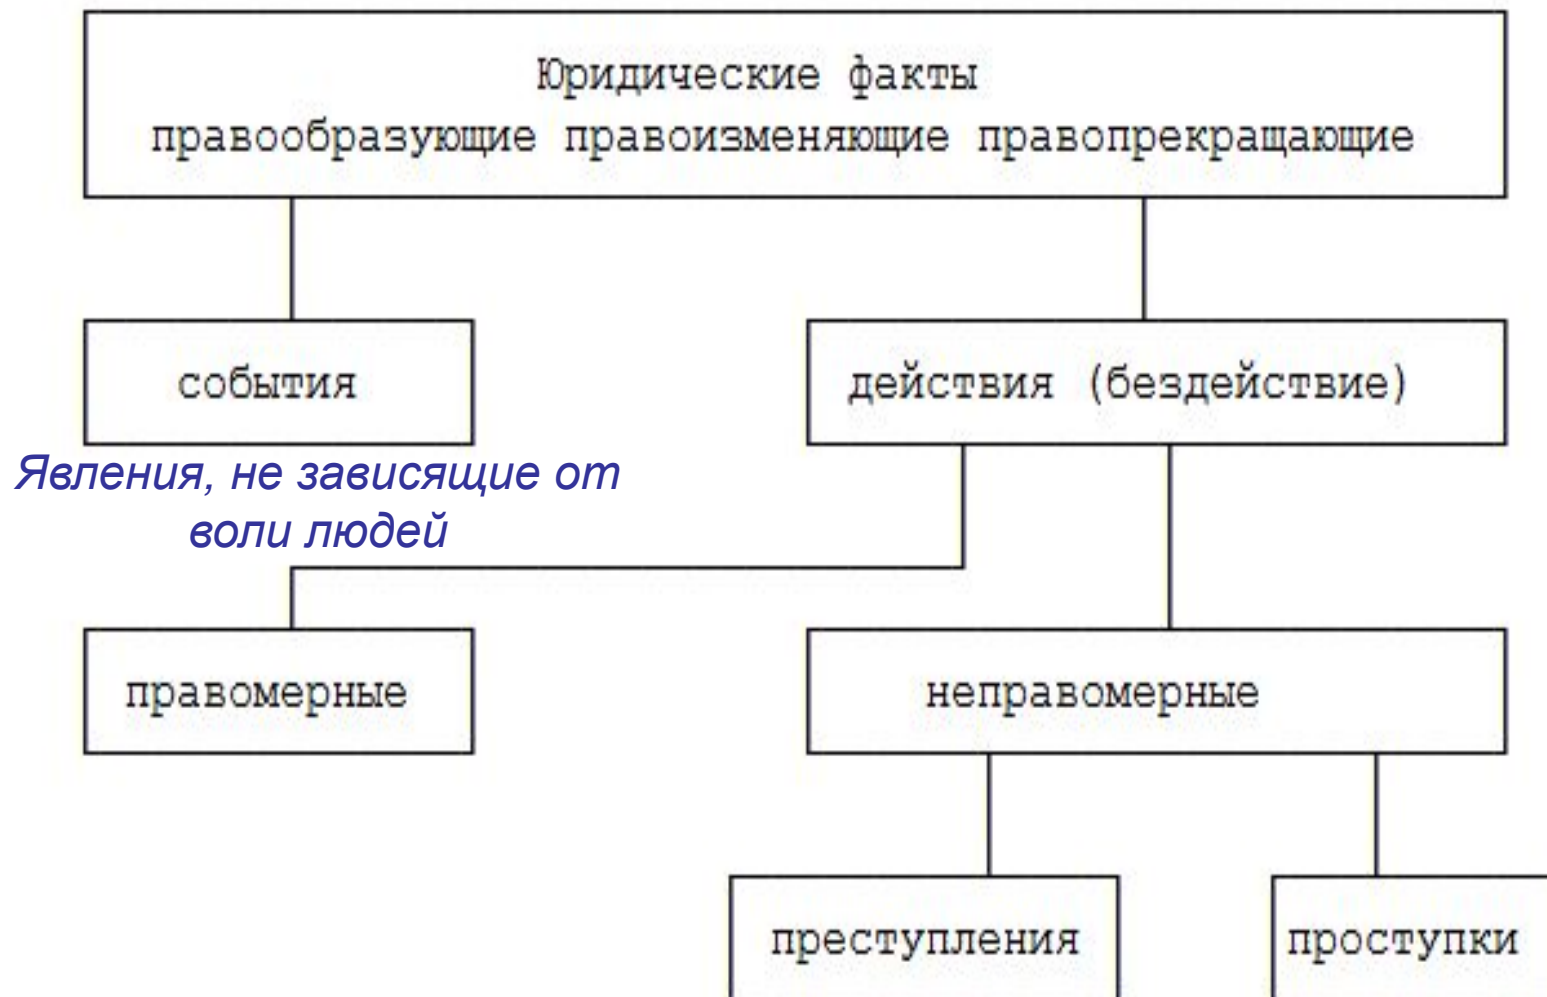 Юридические факты
правообразующие правоизменяющие правопрекращающие
события
действия (бездействие)
Явления, не зависящие от
воли людей
правомерные
неправомерные
преступления
проступки